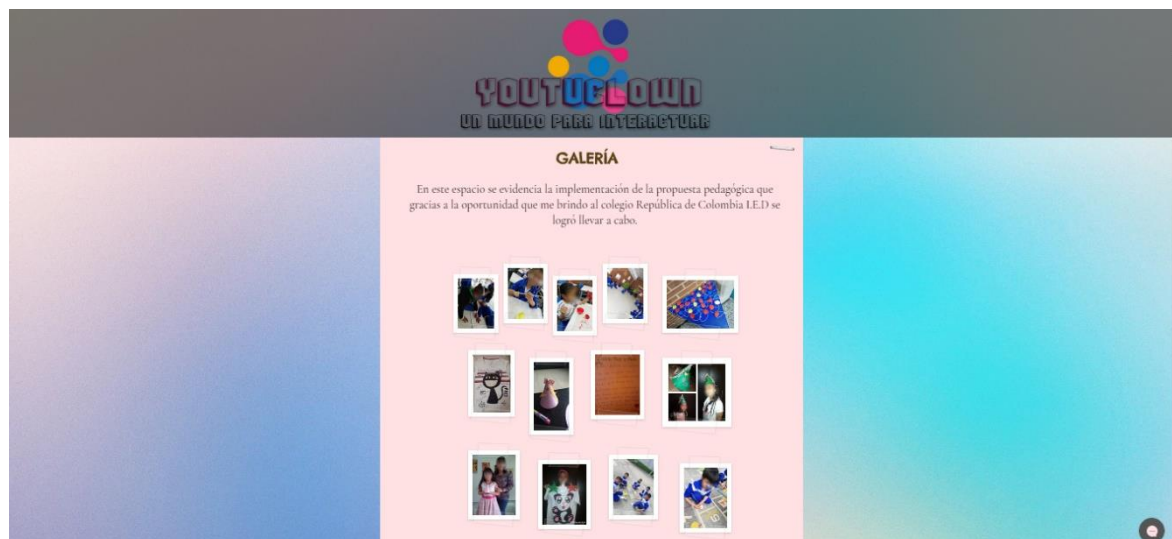 YOUTUCLOWN
UN MUNDO PARA INTERACTUAR
GALERÍA
En este espacio se evidencia la implementación de la propuesta pedagógica que
gracias a la oportunidad que me brindo al colegio República de Colombia I.E.D se
logró llevar a cabo.